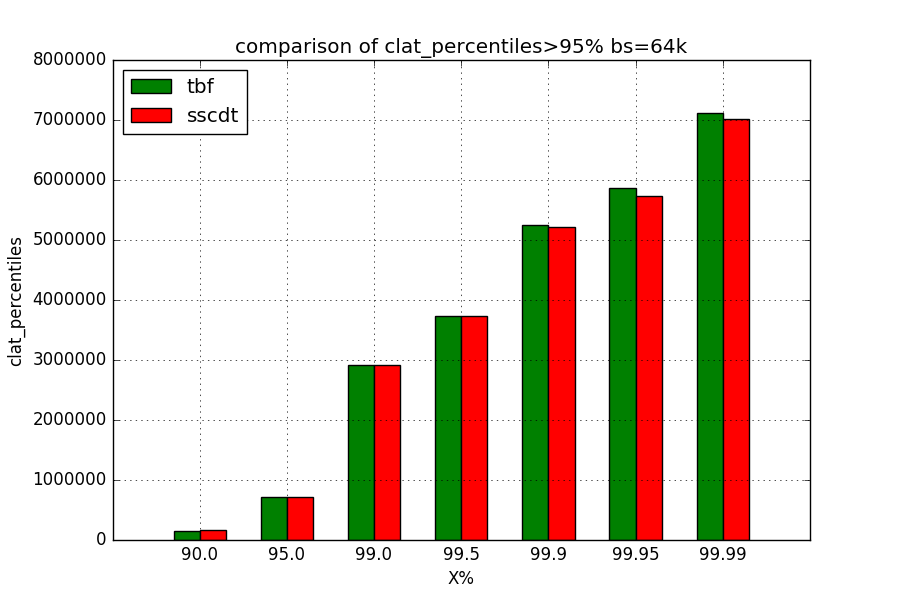 comparison of clat_percentiles>95% bs=64k
8000000
7000000
6000000
5000000
4000000
3000000
2000000
1000000
0
clat_percentiles
tbf
sscdt
90.0 95.0 99.0 99.5 99.9 99.95 99.99
X%